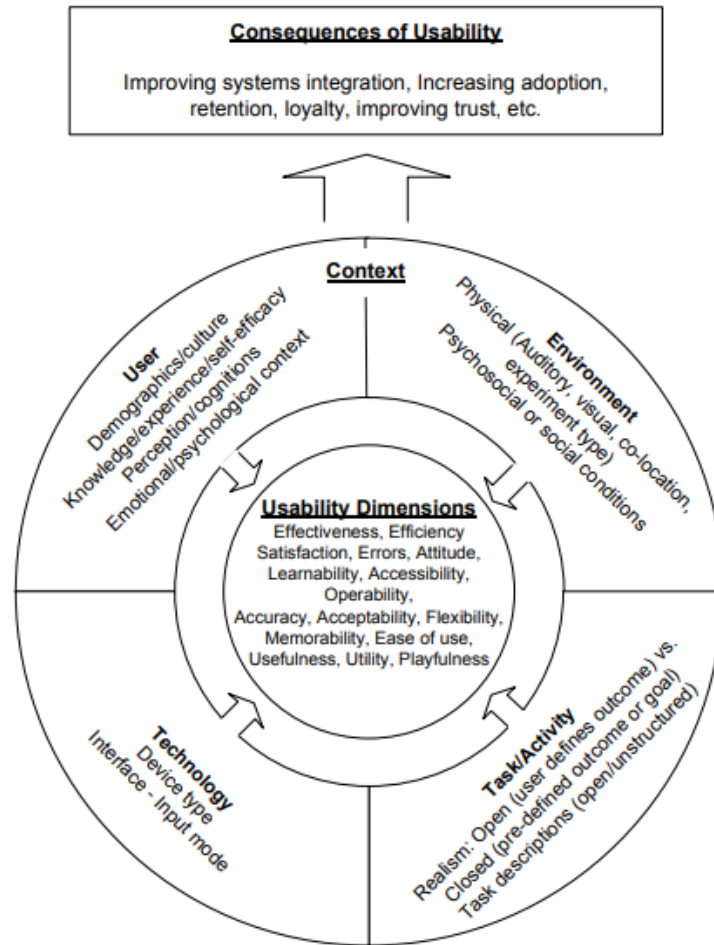 Consequences of Usability
Improving systems integration, Increasing adoption,
retention, loyalty, improving trust, etc.
Context
User
Demographics/culture
Knowledge/experience/self-efficacy
Perception/cognitions
Emotional/psychological context
Environment
Physical (Auditory, visual, co-location,
experiment type)
Psychosocial or social conditions
Usability Dimensions
Effectiveness, Efficiency
Satisfaction, Errors, Attitude,
Learnability, Accessibility,
Operability,
Accuracy, Acceptability, Flexibility,
Memorability, Ease of use,
Usefulness, Utility, Playfulness
Technology
Device type
Interface - Input mode
Task/Activity
Realism: Open (user defines outcome) vs.
Closed (pre-defined outcome or goal)
Task descriptions (open/unstructured)